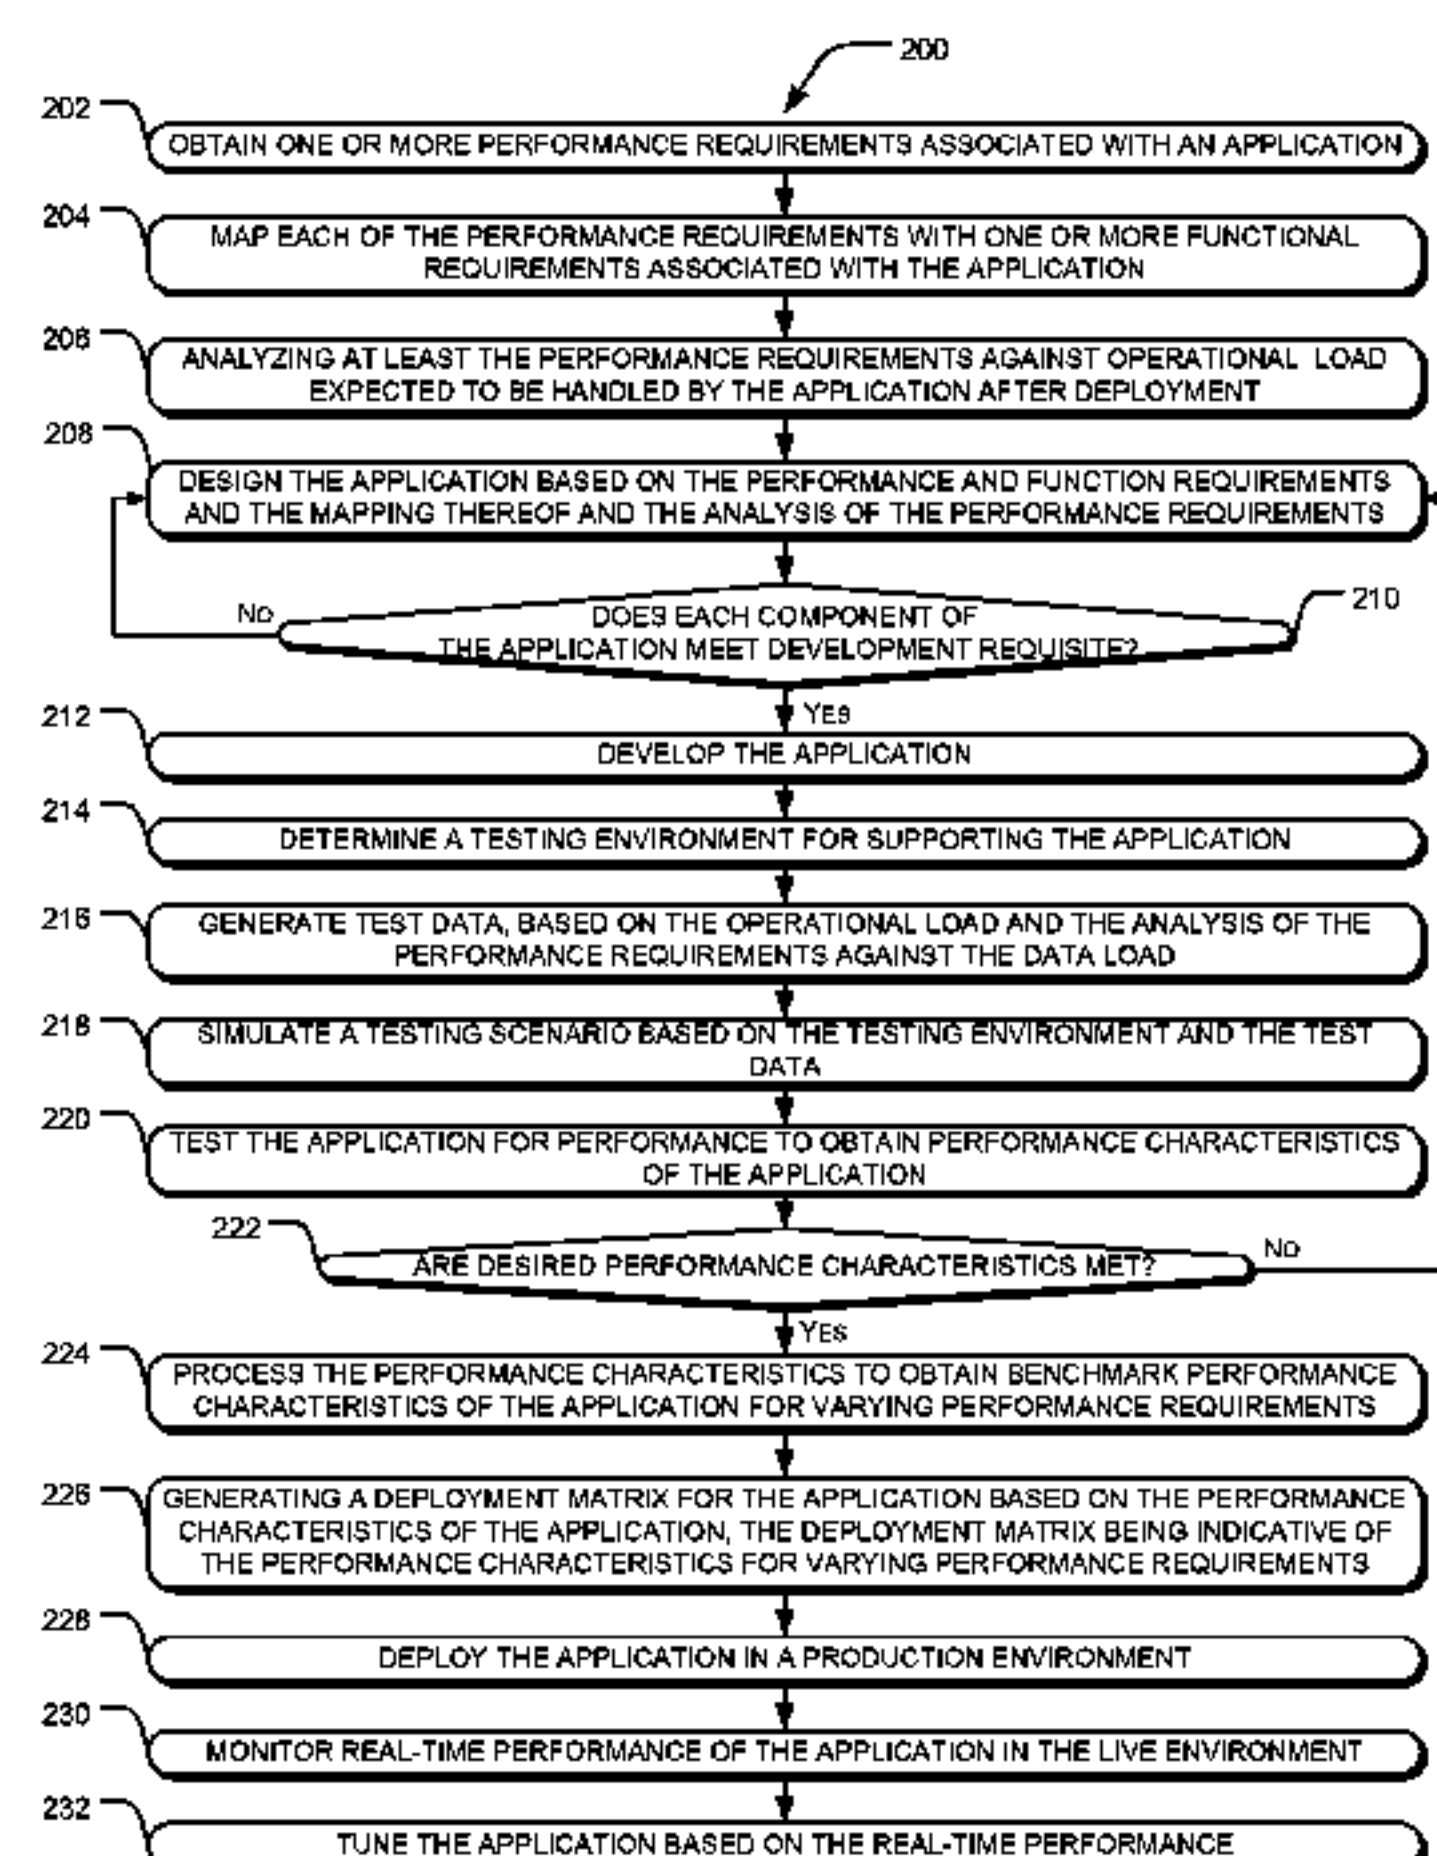 200
202
OBTAIN ONE OR MORE PERFORMANCE REQUIREMENTS ASSOCIATED WITH AN APPLICATION
204
MAP EACH OF THE PERFORMANCE REQUIREMENTS WITH ONE OR MORE FUNCTIONAL
REQUIREMENTS ASSOCIATED WITH THE APPLICATION
206
ANALYZING AT LEAST THE PERFORMANCE REQUIREMENTS AGAINST OPERATIONAL LOAD
EXPECTED TO BE HANDLED BY THE APPLICATION AFTER DEPLOYMENT
208
DESIGN THE APPLICATION BASED ON THE PERFORMANCE AND FUNCTION REQUIREMENTS
AND THE MAPPING THEREOF AND THE ANALYSIS OF THE PERFORMANCE REQUIREMENTS
No
210
DOES EACH COMPONENT OF
THE APPLICATION MEET DEVELOPMENT REQUISITE?
YES
212
DEVELOP THE APPLICATION
214
DETERMINE A TESTING ENVIRONMENT FOR SUPPORTING THE APPLICATION
216
GENERATE TEST DATA, BASED ON THE OPERATIONAL LOAD AND THE ANALYSIS OF THE
PERFORMANCE REQUIREMENTS AGAINST THE DATA LOAD
218
SIMULATE A TESTING SCENARIO BASED ON THE TESTING ENVIRONMENT AND THE TEST
DATA
220
TEST THE APPLICATION FOR PERFORMANCE TO OBTAIN PERFORMANCE CHARACTERISTICS
OF THE APPLICATION
222
ARE DESIRED PERFORMANCE CHARACTERISTICS MET?
No
YES
224
PROCESS THE PERFORMANCE CHARACTERISTICS TO OBTAIN BENCHMARK PERFORMANCE
CHARACTERISTICS OF THE APPLICATION FOR VARYING PERFORMANCE REQUIREMENTS
226
GENERATING A DEPLOYMENT MATRIX FOR THE APPLICATION BASED ON THE PERFORMANCE
CHARACTERISTICS OF THE APPLICATION, THE DEPLOYMENT MATRIX BEING INDICATIVE OF
THE PERFORMANCE CHARACTERISTICS FOR VARYING PERFORMANCE REQUIREMENTS
228
DEPLOY THE APPLICATION IN A PRODUCTION ENVIRONMENT
230
MONITOR REAL-TIME PERFORMANCE OF THE APPLICATION IN THE LIVE ENVIRONMENT
232
TUNE THE APPLICATION BASED ON THE REAL-TIME PERFORMANCE